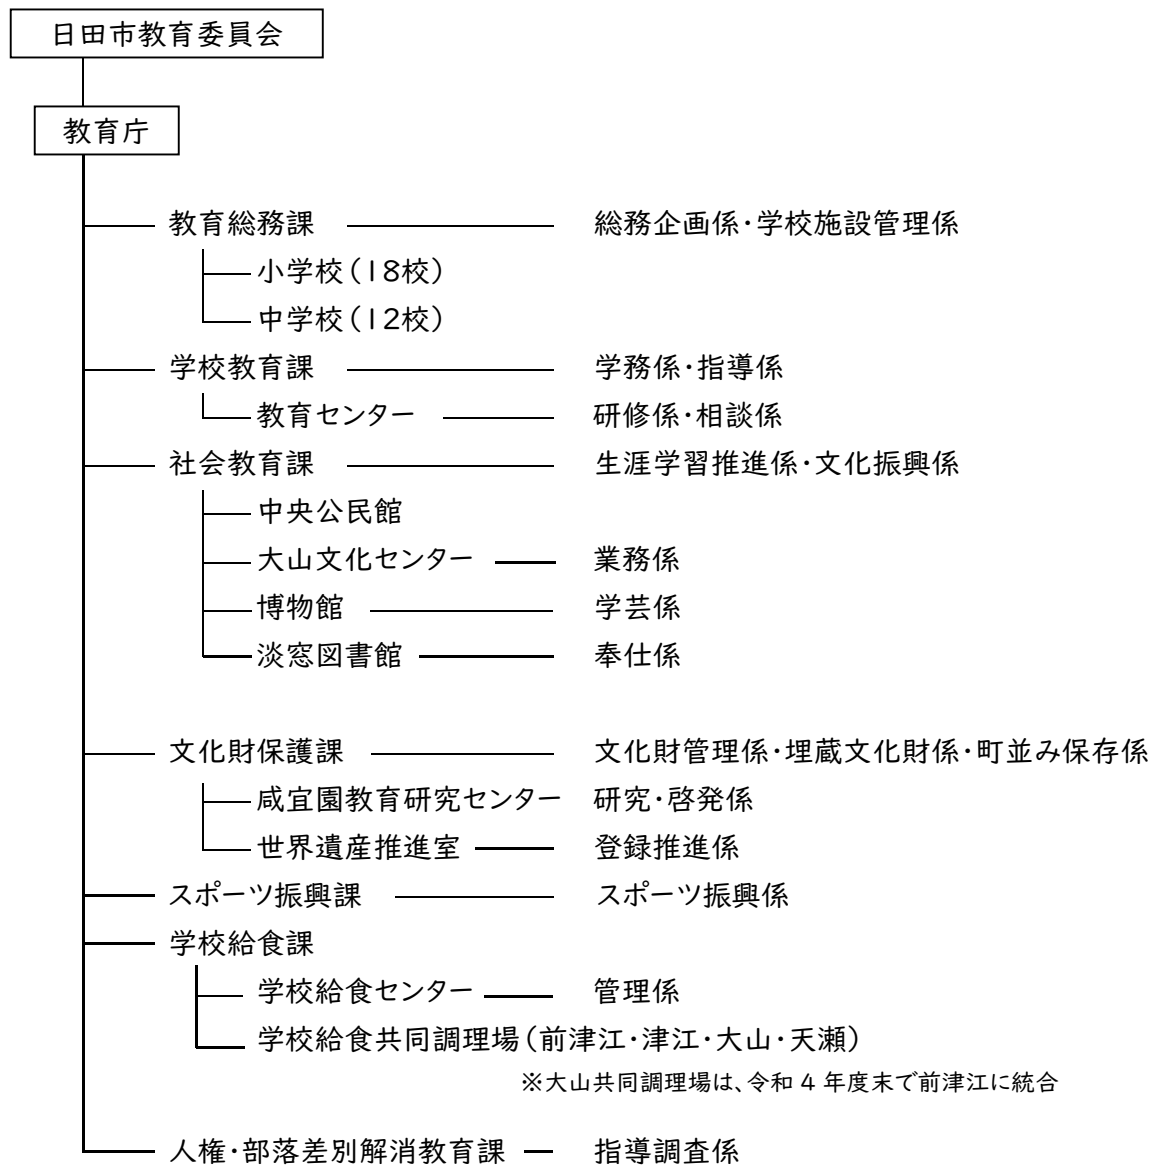 日田市教育委員会
教育庁
教育総務課 総務企画係・学校施設管理係
小学校(18校)
中学校(12校)
学校教育課 学務係・指導係
教育センター 研修係・相談係
社会教育課 生涯学習推進係・文化振興係
中央公民館
大山文化センター 業務係
博物館 学芸係
淡窓図書館 奉仕係
文化財保護課 文化財管理係・埋蔵文化財係・町並み保存係
咸宜園教育研究センター 研究・啓発係
世界遺産推進室 登録推進係
スポーツ振興課 スポーツ振興係
学校給食課
学校給食センター 管理係
学校給食共同調理場(前津江・津江・大山・天瀬)
※大山共同調理場は、令和4年度末で前津江に統合
人権・部落差別解消教育課 指導調査係